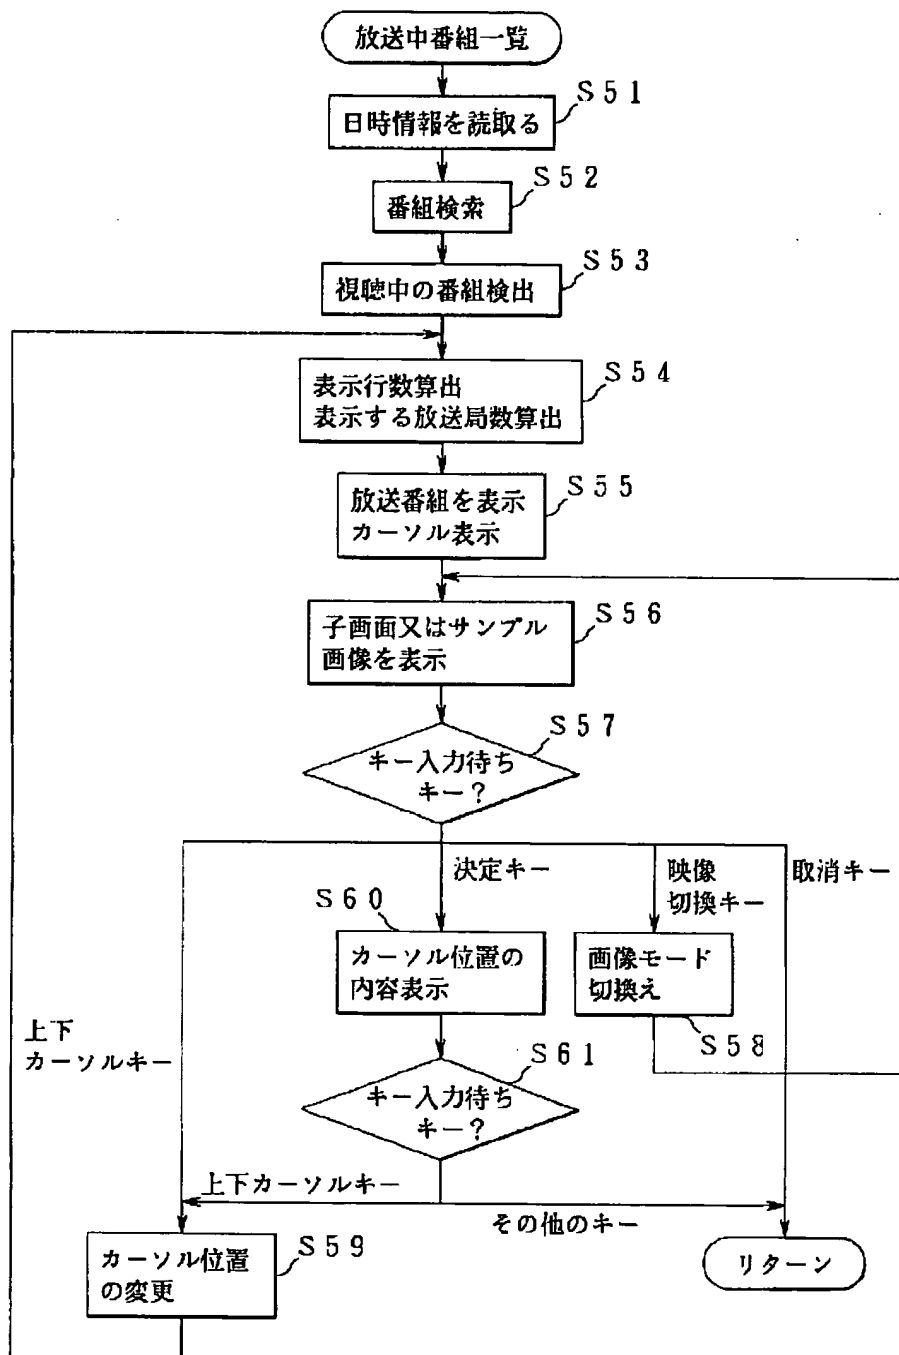 放送中番組一覧
S51
日時情報を読取る
S52
番組検索
S53
視聴中の番組検出
S54
表示行数算出
表示する放送局数算出
S55
放送番組を表示
カーソル表示
S56
子画面又はサンプル
画像を表示
S57
キー入力待ち
キー?
決定キー
映像
切換キー
取消キー
S60
カーソル位置の
内容表示
画像モード
切換え
S58
上下
カーソルキー
S61
キー入力待ち
キー?
上下カーソルキー
その他のキー
S59
カーソル位置
の変更
リターン